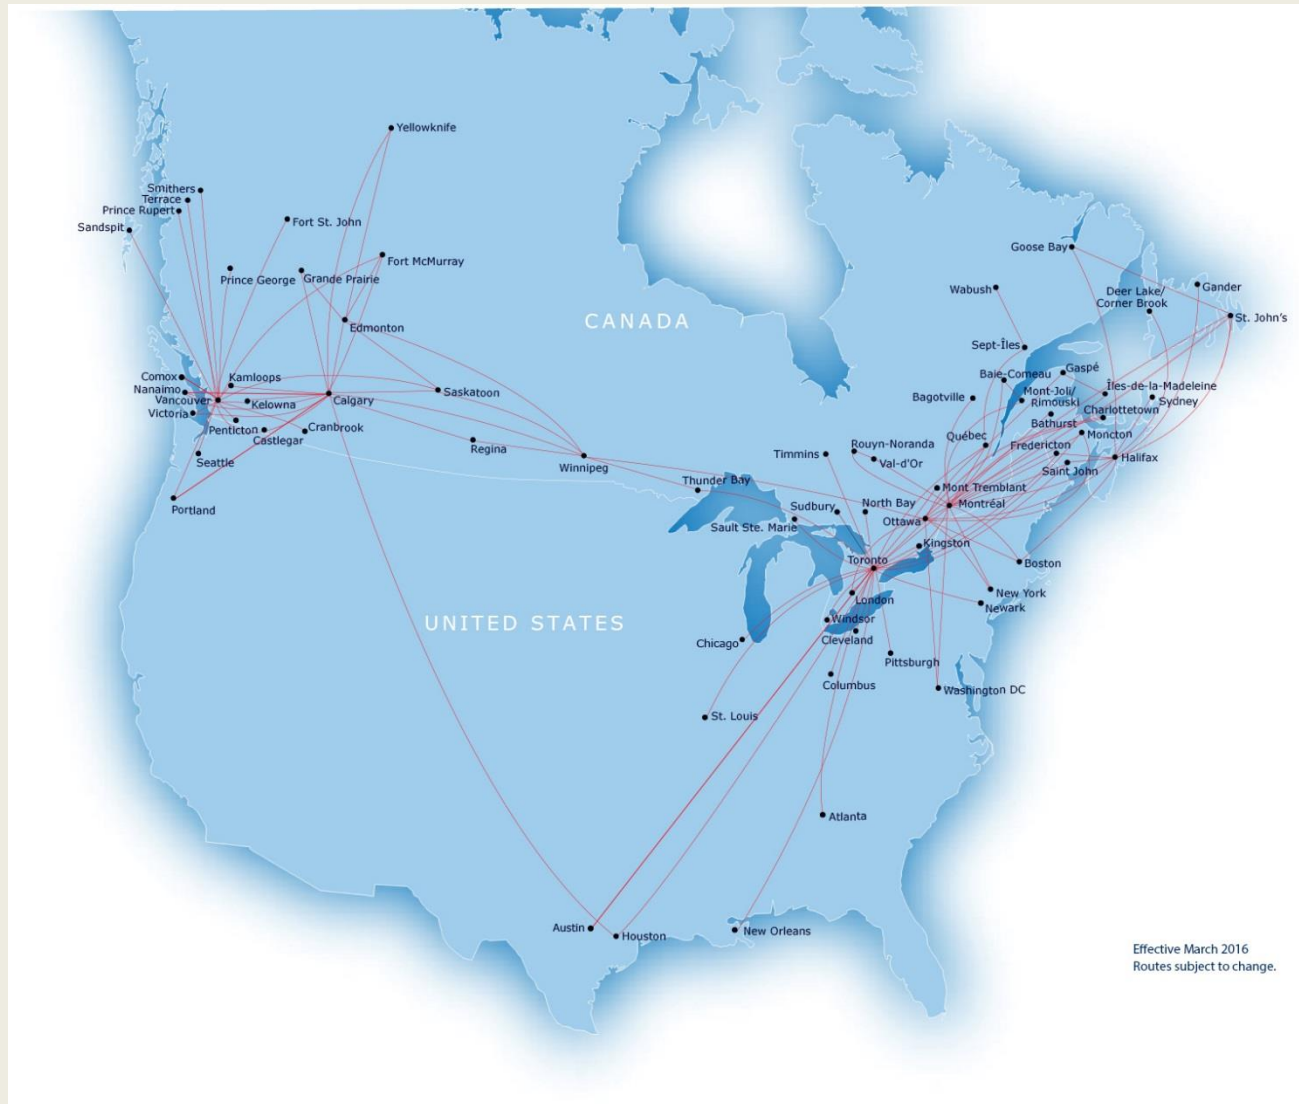 Yellowknife
Smithers
Terrace
Prince Rupert
Sandspit
Fort St. John
Goose Bay
Fort McMurray
Prince George
Grande Prairie
Wabush
Deer Lake/
Corner Brook
Gander
St. John's
Edmonton
CANADA
Sept-Îles
Gaspé
Baie-Comeau
Comox
Kamloops
Nanaimo
Vancouver
Saskatoon
Calgary
Kelowna
Victoria
Îles-de-la-Madeleine
Mont-Joli/
Rimouski
Bagotville
Sydney
Charlottetown
Bathurst
Penticton
Cranbrook
Castlegar
Moncton
Québec
Fredericton
Rouyn-Noranda
Regina
Timmins
Val-d'Or
Halifax
Seattle
Winnipeg
Saint John
Thunder Bay
Mont Tremblant
Portland
Sudbury
North Bay
Montréal
Sault Ste. Marie
Ottawa
Kingston
Toronto
Boston
New York
London
Newark
UNITED STATES
Windsor
Chicago
Cleveland
Pittsburgh
Columbus
Washington DC
St. Louis
Atlanta
Austin
Houston
New Orleans
Effective March 2016
Routes subject to change.